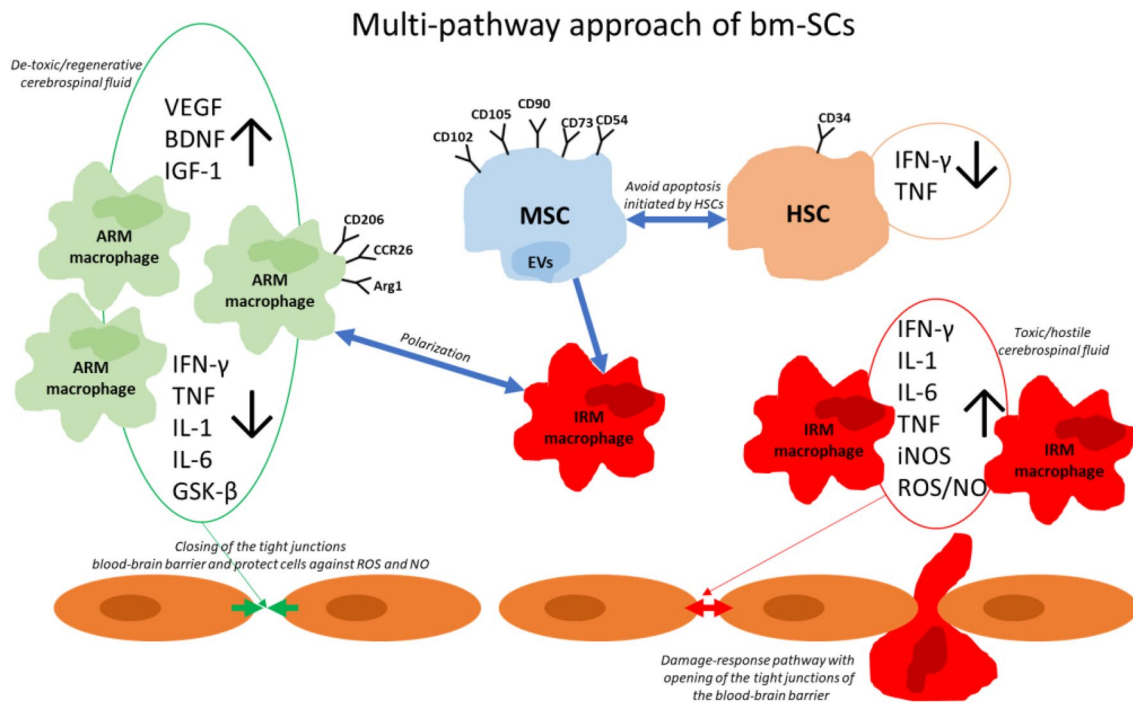 Multi-pathway approach of bm-SCs
De-toxic/regenerative
cerebrospinal fluid
VEGF
BDNF
IGF-1
ARM
macrophage
ARM
macrophage
CD206
CCR26
Arg1
ARM
macrophage
IFN-γ
TNF
IL-1
IL-6
GSK-β
CD102
CD105
CD90
CD73
CD54
MSC
EVs
Avoid apoptosis
initiated by HSCs
CD34
HSC
IFN-γ
TNF
Polarization
IRM
macrophage
IRM
macrophage
IFN-γ
IL-1
IL-6
TNF
iNOS
ROS/NO
Toxic/hostile
cerebrospinal fluid
IRM
macrophage
Closing of the tight junctions
blood-brain barrier and protect cells against ROS and NO
Damage-response pathway with
opening of the tight junctions of
the blood-brain barrier